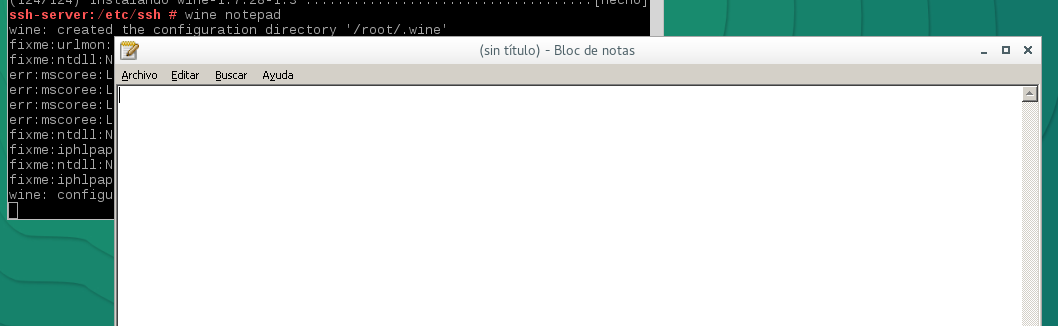 (124/124) Instalando wine-1.7.28-1.3 ....................................[hecho]
ssh-server:/etc/ssh # wine notepad
wine: created the configuration directory '/root/.wine'
fixme:urlmon:
fixme:ntdll:N
err:mscoree:L
err:mscoree:L
err:mscoree:L
err:mscoree:L
fixme:ntdll:N
fixme:iphlpap
fixme:ntdll:N
fixme:iphlpap
wine: configu
(sin título) - Bloc de notas
Archivo Editar Buscar Ayuda